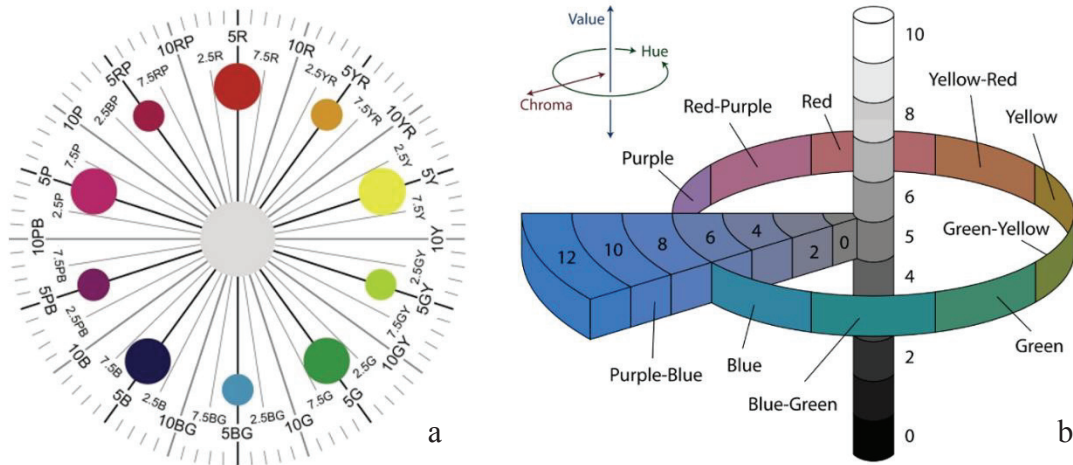 5R
7.5R
10R
2.5YR
5YR
7.5YR
10YR
2.5Y
5Y
7.5Y
10Y
2.5GY
5GY
7.5GY
10GY
2.5G
5G
7.5G
10G
2.5BG
5BG
7.5BG
10BG
2.5B
5B
7.5B
10B
2.5PB
5PB
7.5PB
10PB
2.5P
5P
7.5P
10P
2.5BP
5RP
7.5RP
10RP
2.5R
a
Value
Hue
Chroma
10
8
6
5
4
2
0
Yellow-Red
Yellow
Red
Red-Purple
Purple
Green-Yellow
12
10
8
6
4
2
0
Green
Blue
Purple-Blue
Blue-Green
b